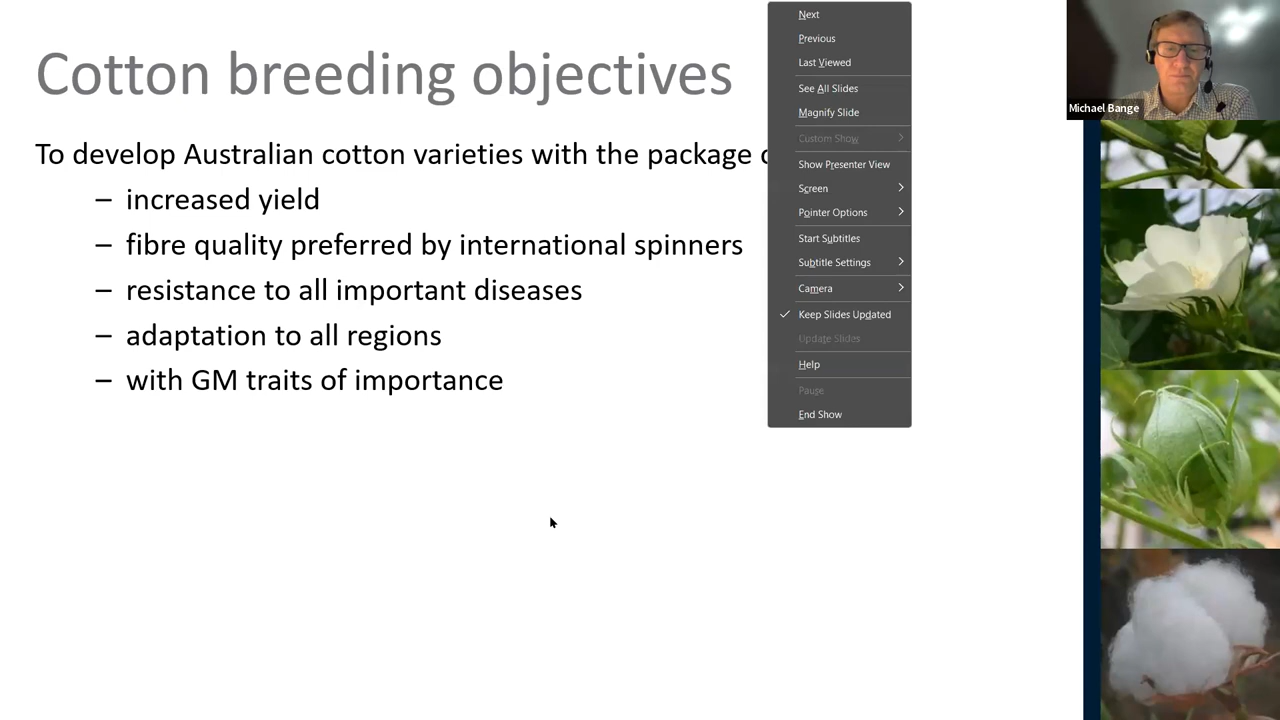 Cotton breeding objectives
To develop Australian cotton varieties with the package
– increased yield
– fibre quality preferred by international spinners
– resistance to all important diseases
– adaptation to all regions
– with GM traits of importance
Next
Previous
Last Viewed
See All Slides
Magnify Slide
Custom Show
Show Presenter View
Screen
Pointer Options
Start Subtitles
Subtitle Settings
Camera
Keep Slides Updated
Update Slides
Help
Pause
End Show
Michael Bange